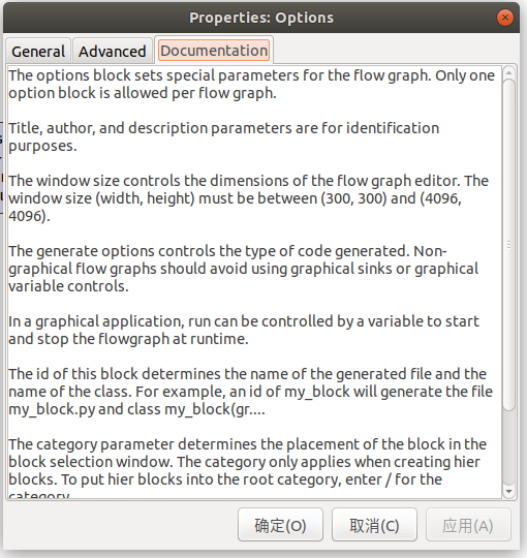 Properties: Options
General Advanced Documentation
The options block sets special parameters for the flow graph. Only one
option block is allowed per flow graph.
Title, author, and description parameters are for identification
purposes.
The window size controls the dimensions of the flow graph editor. The
window size (width, height) must be between (300, 300) and (4096,
4096).
The generate options controls the type of code generated. Non-
graphical flow graphs should avoid using graphical sinks or graphical
variable controls.
In a graphical application, run can be controlled by a variable to start
and stop the flowgraph at runtime.
The id of this block determines the name of the generated file and the
name of the class. For example, an id of my_block will generate the file
my_block.py and class my_block(gr....
The category parameter determines the placement of the block in the
block selection window. The category only applies when creating hier
blocks. To put hier blocks into the root category, enter / for the
category.
确定(O) 取消(C) 应用(A)